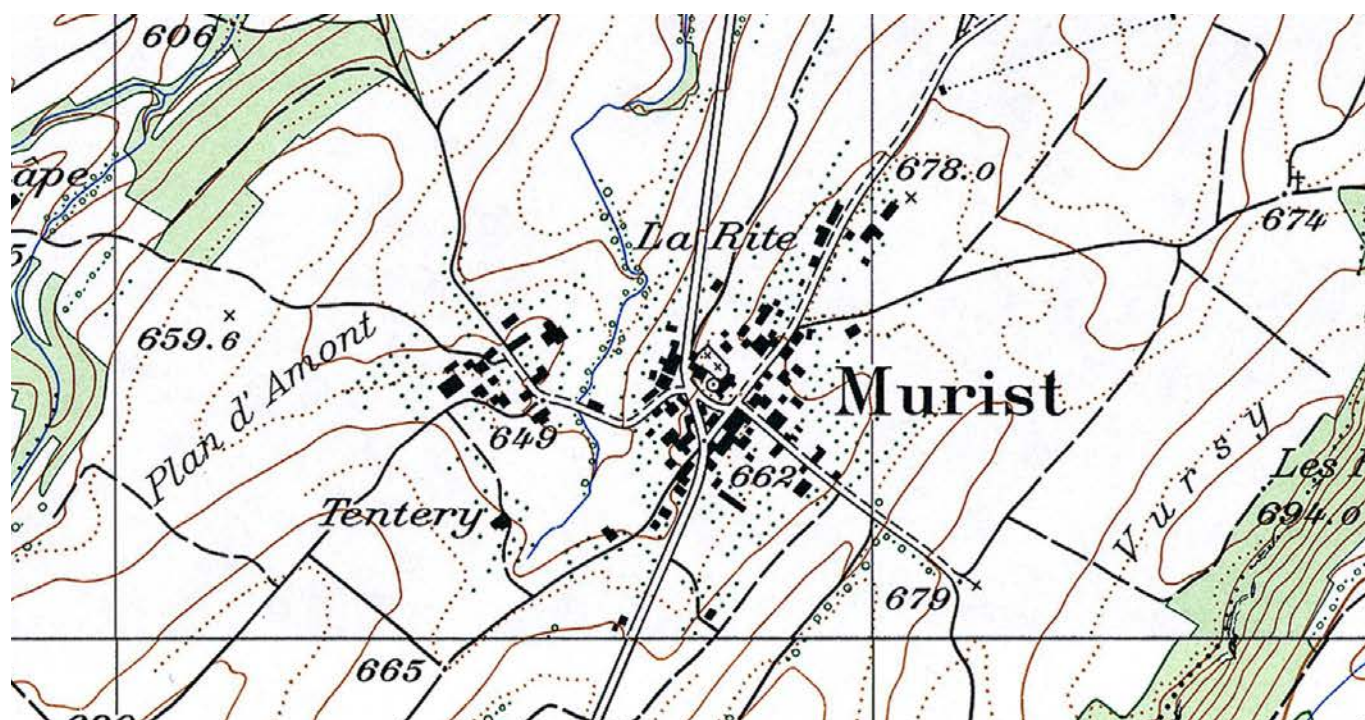 606
âpe
678.0
La Rite
674
659.6
Plan d'Amont
Murist
649
662
Vursy
Les
Tentery
694.0
679
665